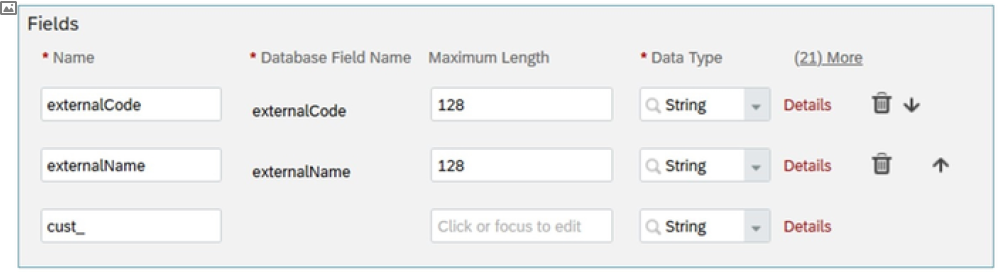 Fields
* Name * Database Field Name Maximum Length * Data Type (21) More
externalCode externalCode 128 String Details
externalName externalName 128 String Details
cust_ Click or focus to edit String Details